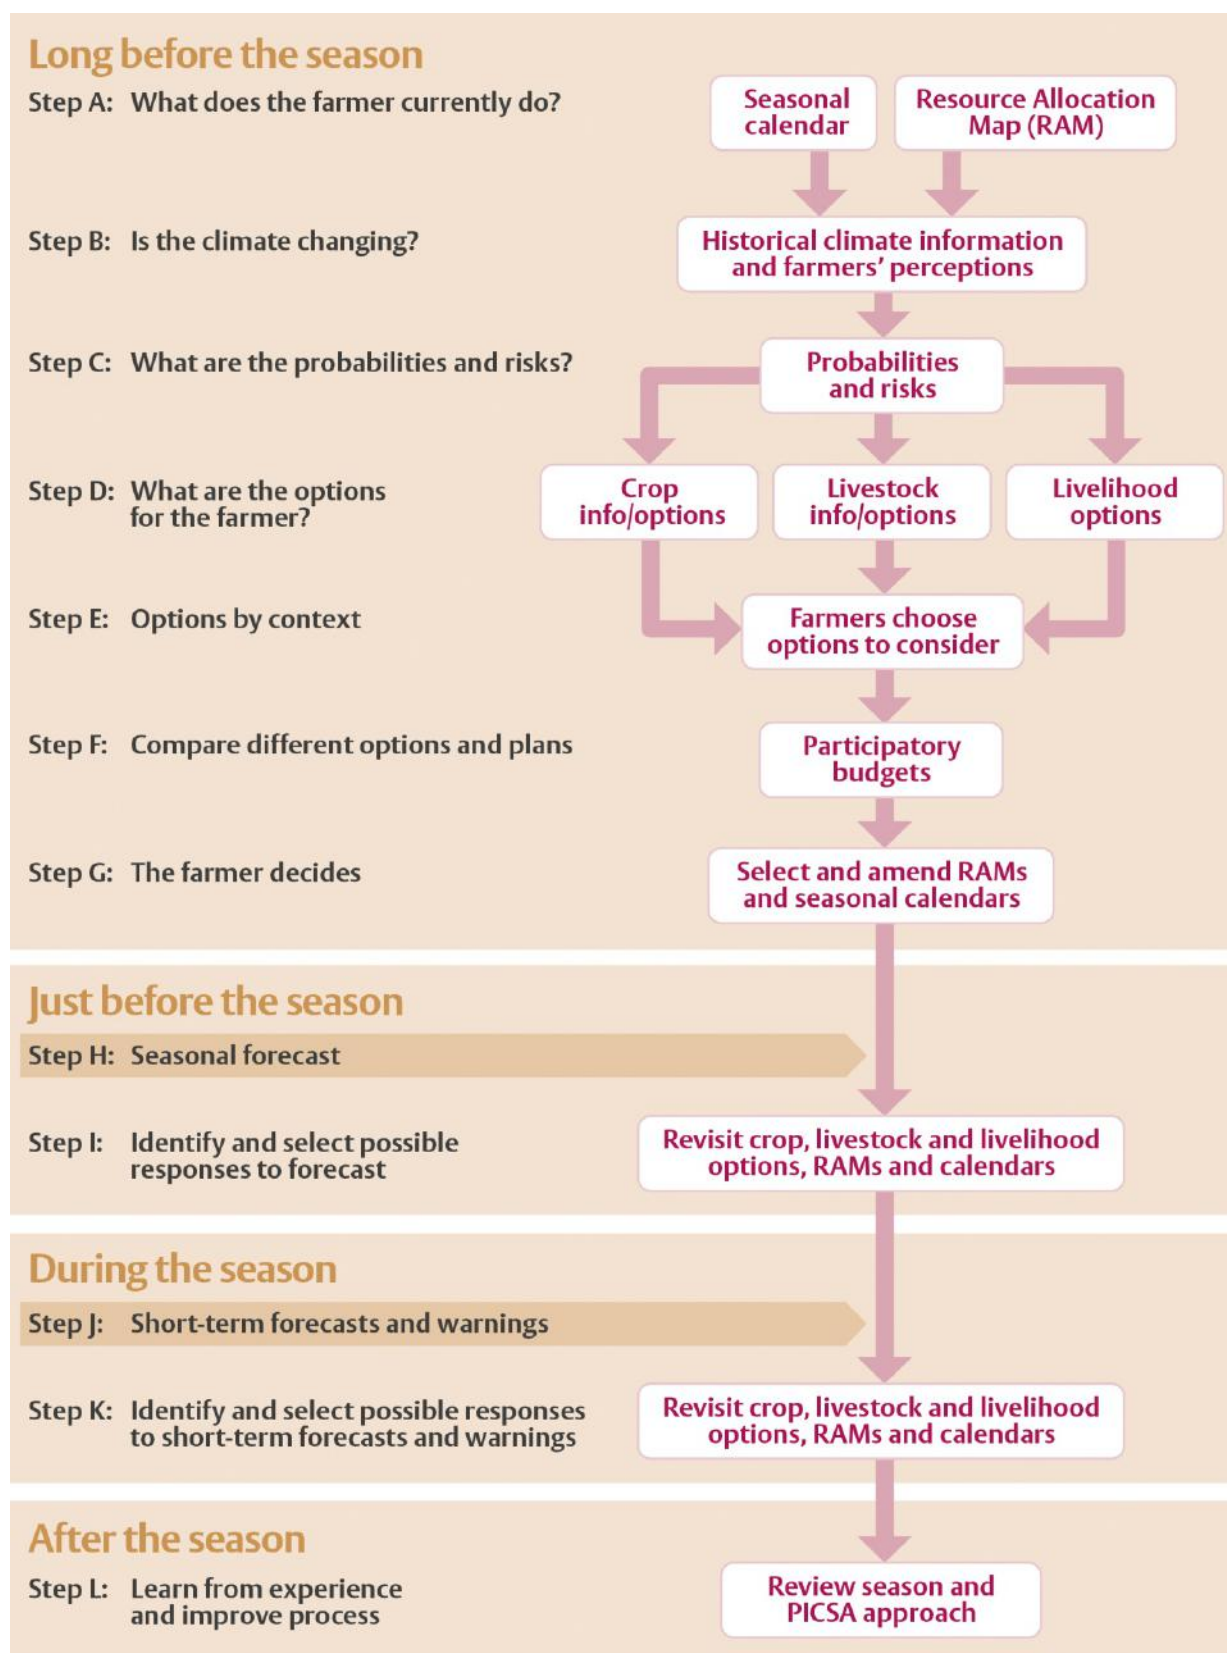 Long before the season
Step A: What does the farmer currently do?
Seasonal
calendar
Resource Allocation
Map (RAM)
Step B: Is the climate changing?
Historical climate information
and farmers’ perceptions
Step C: What are the probabilities and risks?
Probabilities
and risks
Step D: What are the options
for the farmer?
Crop
info/options
Livestock
info/options
Livelihood
options
Step E: Options by context
Farmers choose
options to consider
Step F: Compare different options and plans
Participatory
budgets
Step G: The farmer decides
Select and amend RAMs
and seasonal calendars
Just before the season
Step H: Seasonal forecast
Step I: Identify and select possible
responses to forecast
Revisit crop, livestock and livelihood
options, RAMs and calendars
During the season
Step J: Short-term forecasts and warnings
Step K: Identify and select possible responses
to short-term forecasts and warnings
Revisit crop, livestock and livelihood
options, RAMs and calendars
After the season
Step L: Learn from experience
and improve process
Review season and
PICSA approach